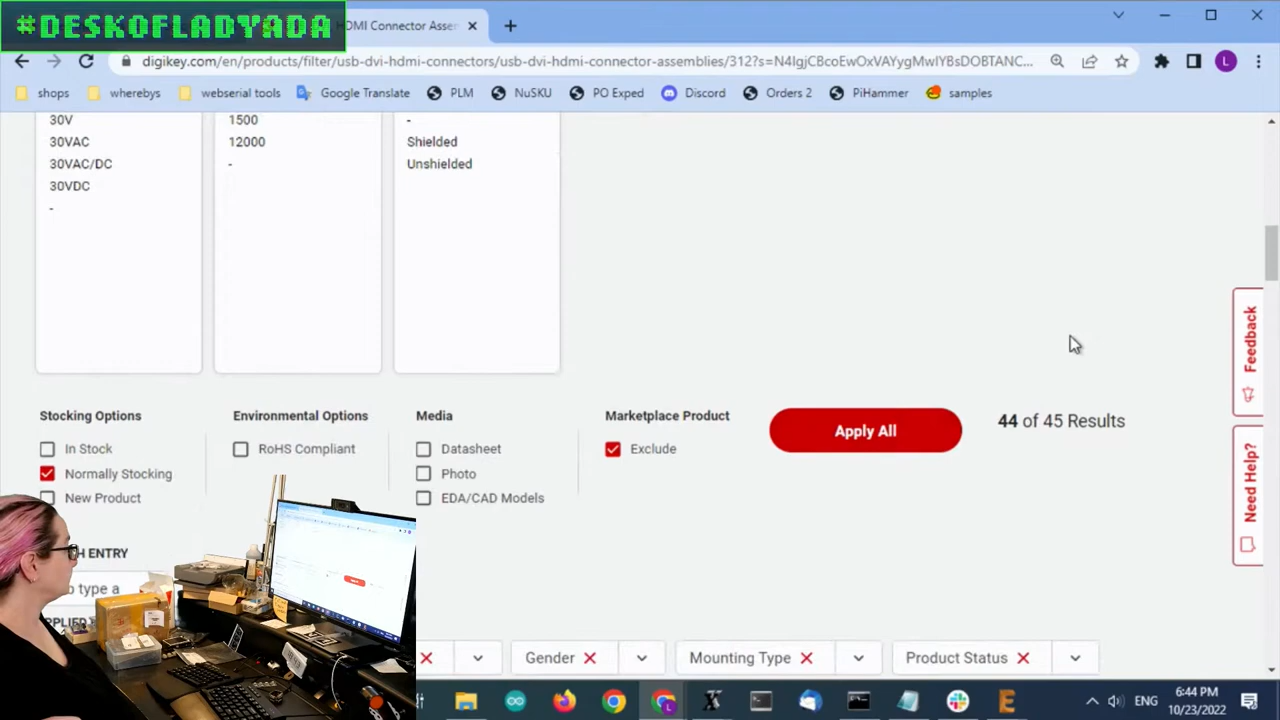 #DESKOFLADYADA
HDMI Connector Asse
digikey.com/en/products/filter/usb-dvi-hdmi-connectors/usb-dvi-hdmi-connector-assemblies/312?s=N4IgjCBcoEwOxVAYygMwIYBsDOBTANC...
shops
whereby​s
webserial tools
Google Translate
PLM
NuSKU
PO Exped
Discord
Orders 2
PiHammer
samples
30V
30VAC
30VAC/DC
30VDC
-
1500
12000
-
-
Shielded
Unshielded
Feedback
Need Help?
Stocking Options
In Stock
Normally Stocking
New Product
Environmental Options
RoHS Compliant
Media
Datasheet
Photo
EDA/CAD Models
Marketplace Product
Exclude
Apply All
44 of 45 Results
ENTRY
type a
Gender
Mounting Type
Product Status
ENG
6:44 PM
10/23/2022